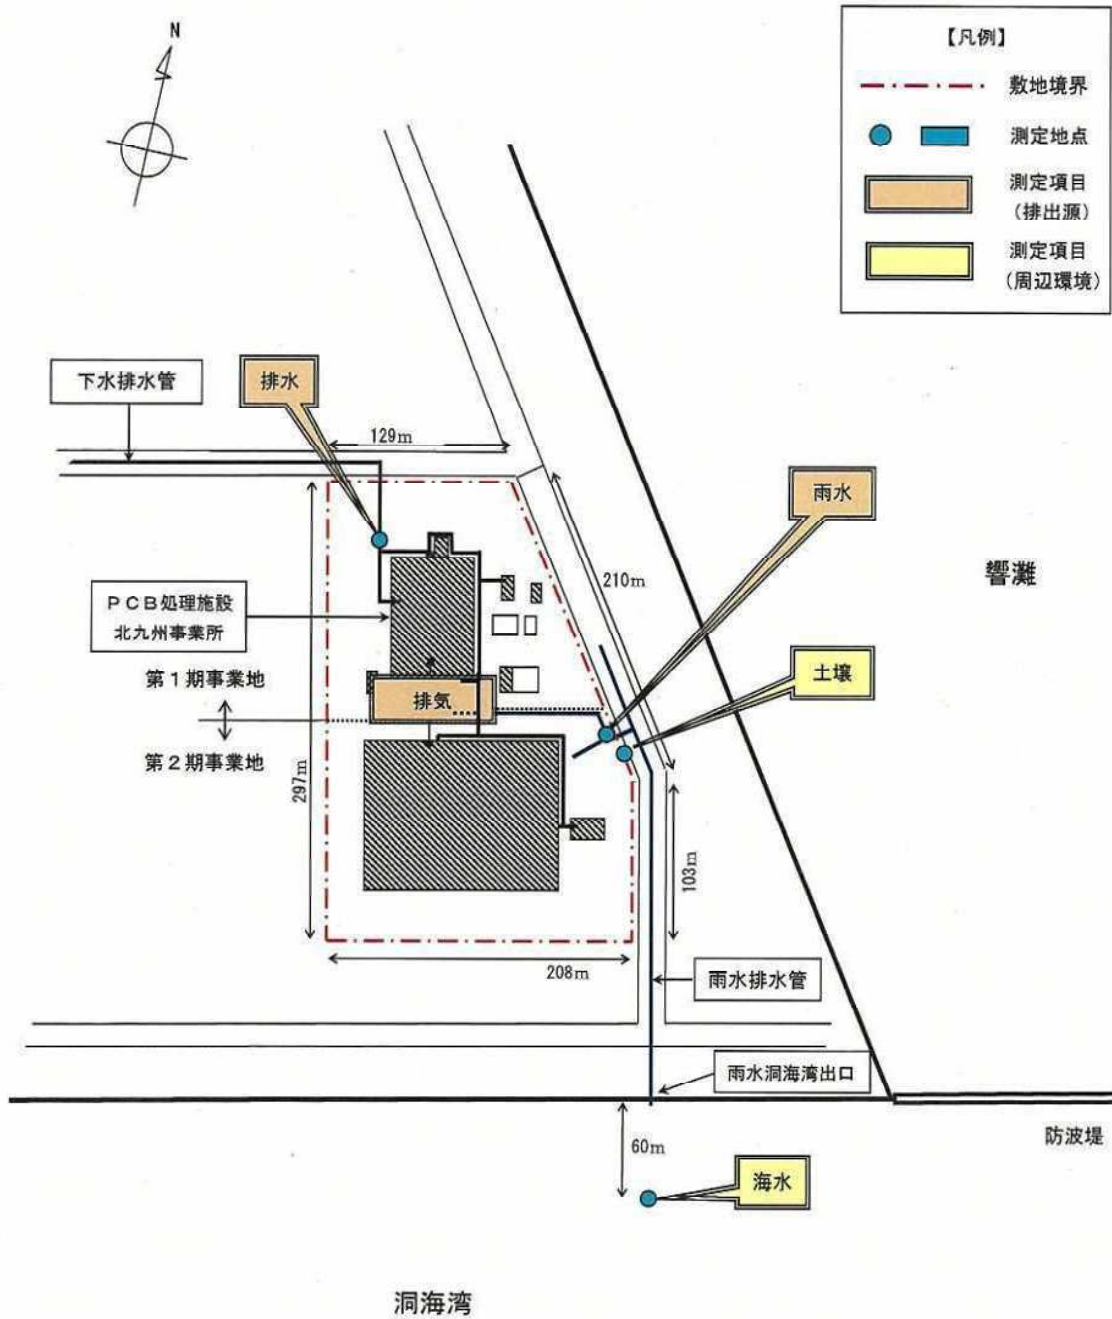 N
【凡例】
敷地境界
測定地点
測定項目
(排出源)
測定項目
(周辺環境)
下水排水管
排水
129m
雨水
響灘
210m
PCB処理施設
北九州事業所
土壌
第1期事業地
排気
第2期事業地
297m
103m
208m
雨水排水管
雨水洞海湾出口
防波堤
60m
海水
洞海湾